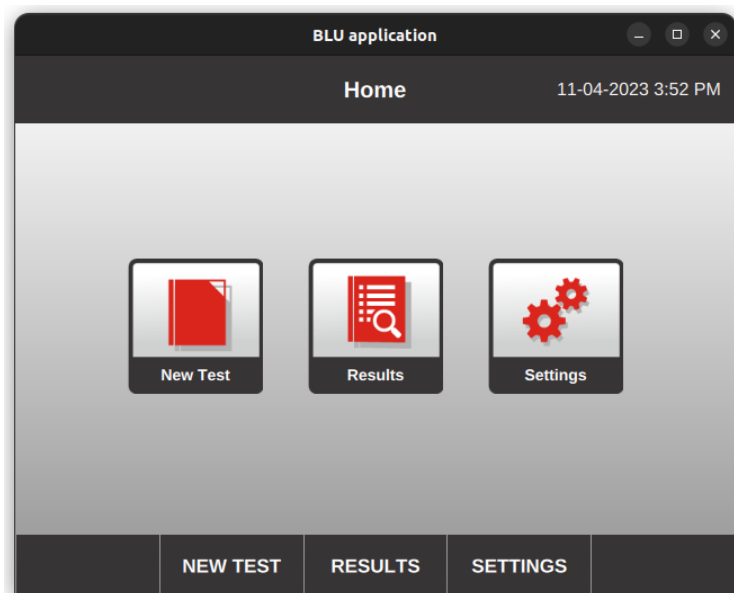 BLU application
Home
11-04-2023 3:52 PM
New Test
Results
Settings
NEW TEST
RESULTS
SETTINGS